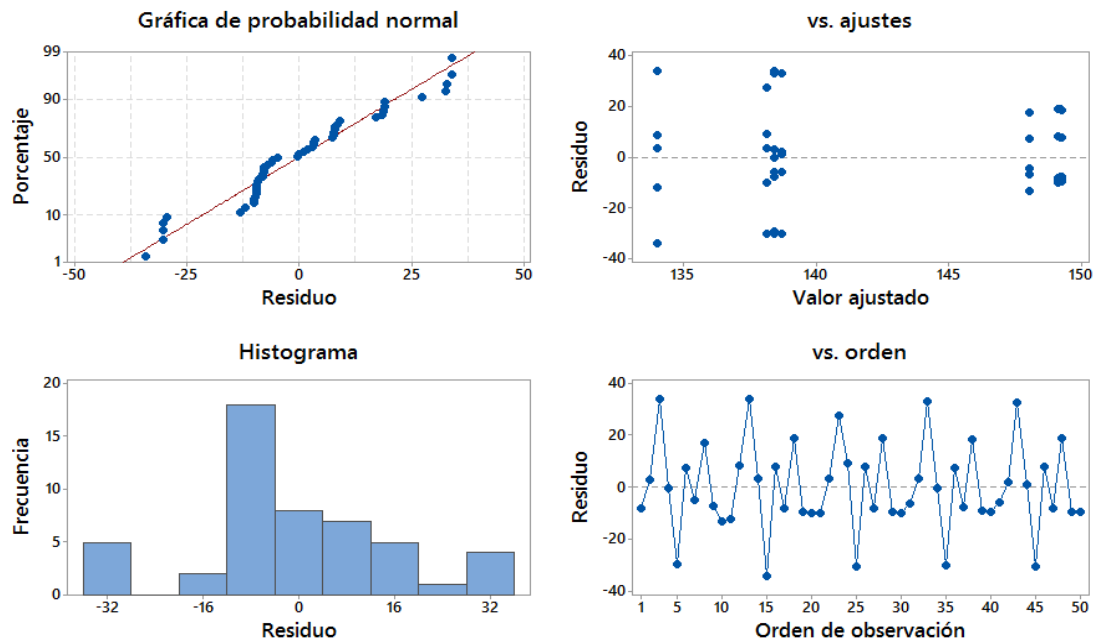 Gráfica de probabilidad normal
99
90
50
10
1
Porcentaje
-50 -25 0 25 50
Residuo
vs. ajustes
40
20
0
-20
-40
Residuo
135 140 145 150
Valor ajustado
Histograma
20
15
10
5
0
Frecuencia
-32 -16 0 16 32
Residuo
vs. orden
40
20
0
-20
-40
Residuo
1 5 10 15 20 25 30 35 40 45 50
Orden de observación